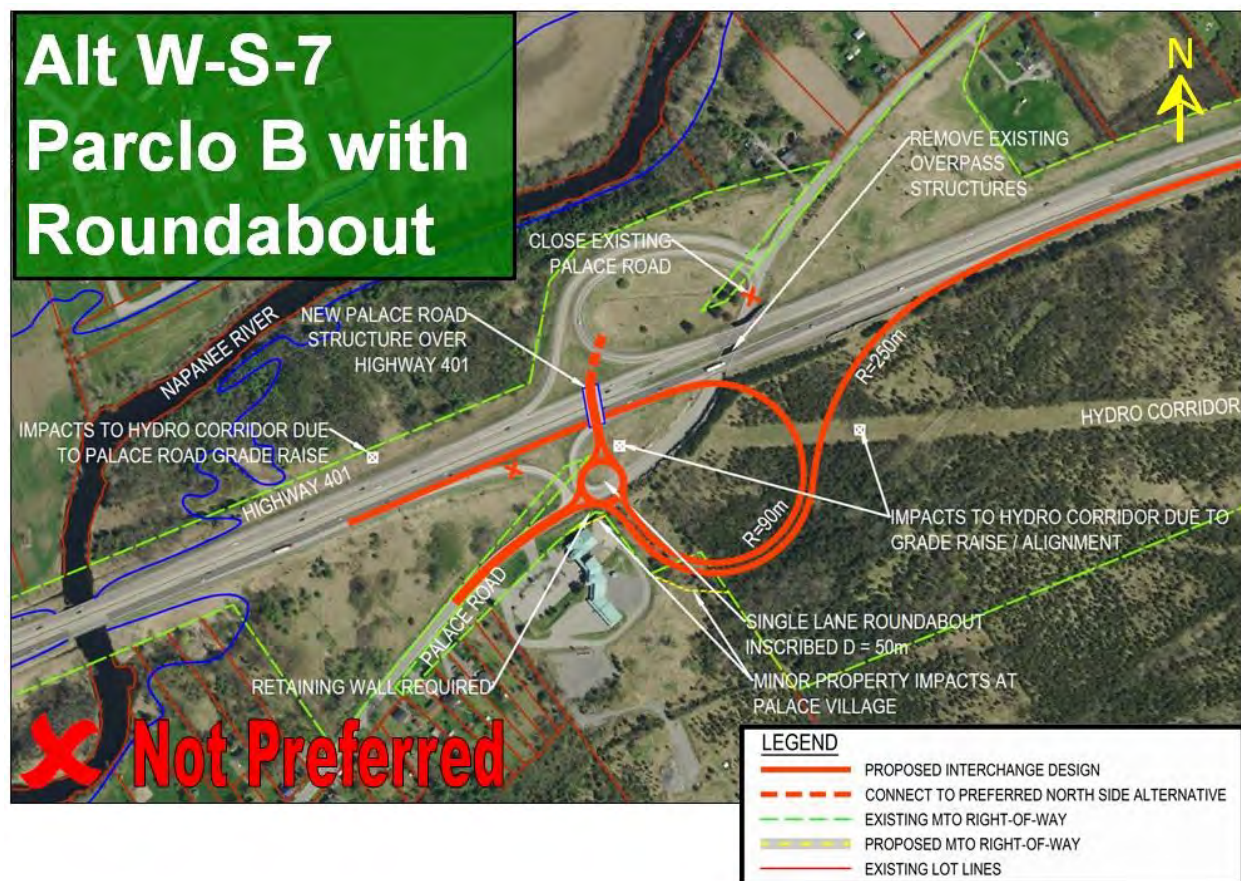 Alt W-S-7
Parclo B with
Roundabout
N
REMOVE EXISTING
OVERPASS
STRUCTURES
CLOSE EXISTING
PALACE ROAD
NAPANEE RIVER
NEW PALACE ROAD
STRUCTURE OVER
HIGHWAY 401
R=250m
HYDRO CORRIDOR
IMPACTS TO HYDRO CORRIDOR DUE
TO PALACE ROAD GRADE RAISE
HIGHWAY 401
R=90m
IMPACTS TO HYDRO CORRIDOR DUE TO
GRADE RAISE / ALIGNMENT
PALACE ROAD
SINGLE LANE ROUNDABOUT
INSCRIBED D = 50m
RETAINING WALL REQUIRED
MINOR PROPERTY IMPACTS AT
PALACE VILLAGE
Not Preferred
LEGEND
PROPOSED INTERCHANGE DESIGN
CONNECT TO PREFERRED NORTH SIDE ALTERNATIVE
EXISTING MTO RIGHT-OF-WAY
PROPOSED MTO RIGHT-OF-WAY
EXISTING LOT LINES